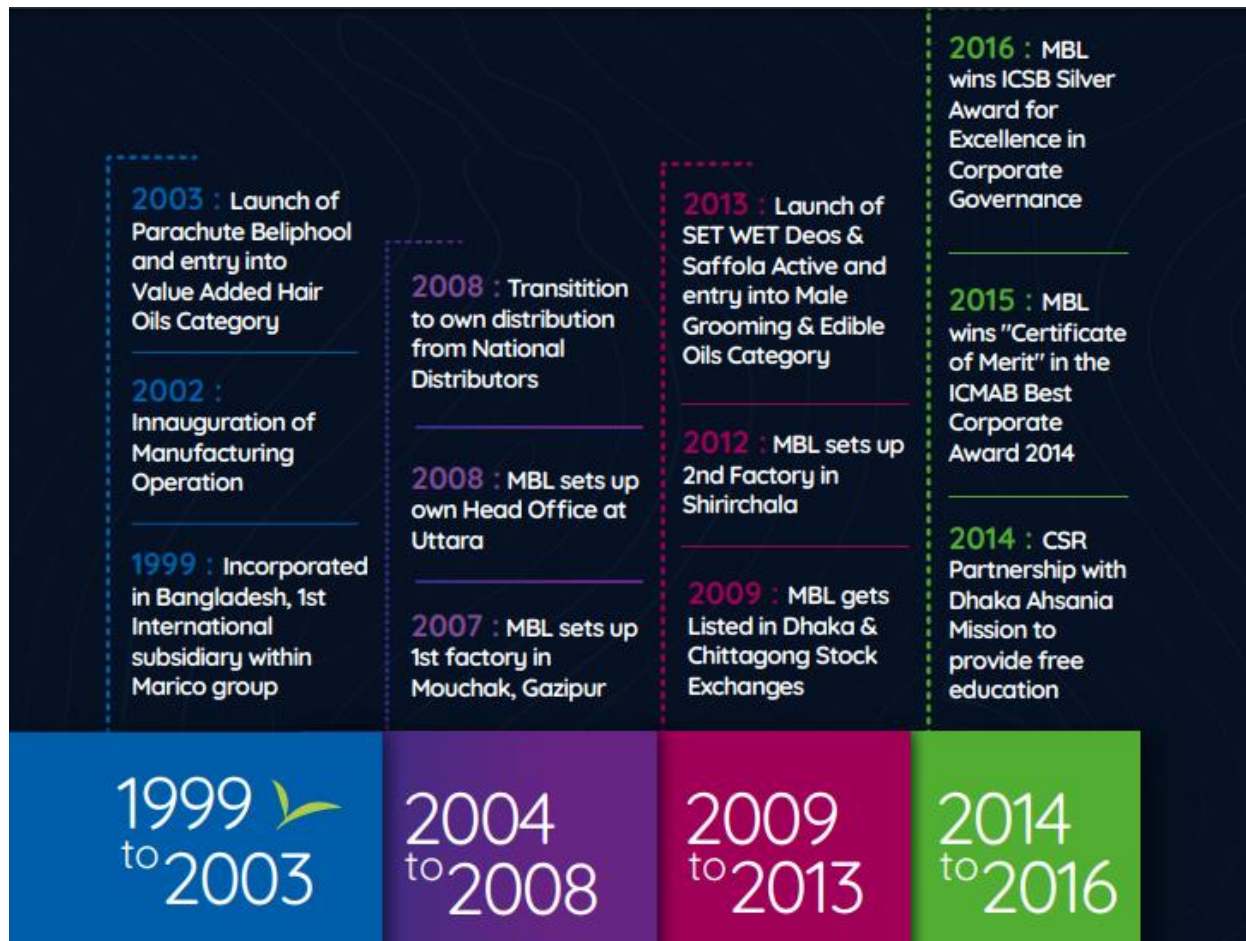 2003 : Launch of
Parachute Beliphool
and entry into
Value Added Hair
Oils Category
2002 :
Innauguration of
Manufacturing
Operation
1999 : Incorporated
in Bangladesh, 1st
International
subsidiary within
Marico group
1999
to 2003
2008 : Transitition
to own distribution
from National
Distributors
2008 : MBL sets up
own Head Office at
Uttara
2007 : MBL sets up
1st factory in
Mouchak, Gazipur
2004
to 2008
2013 : Launch of
SET WET Deos &
Saffola Active and
entry into Male
Grooming & Edible
Oils Category
2012 : MBL sets up
2nd Factory in
Shirirchala
2009 : MBL gets
Listed in Dhaka &
Chittagong Stock
Exchanges
2009
to 2013
2016 : MBL
wins ICSB Silver
Award for
Excellence in
Corporate
Governance
2015 : MBL
wins "Certificate
of Merit" in the
ICMAB Best
Corporate
Award 2014
2014 : CSR
Partnership with
Dhaka Ahsania
Mission to
provide free
education
2014
to 2016